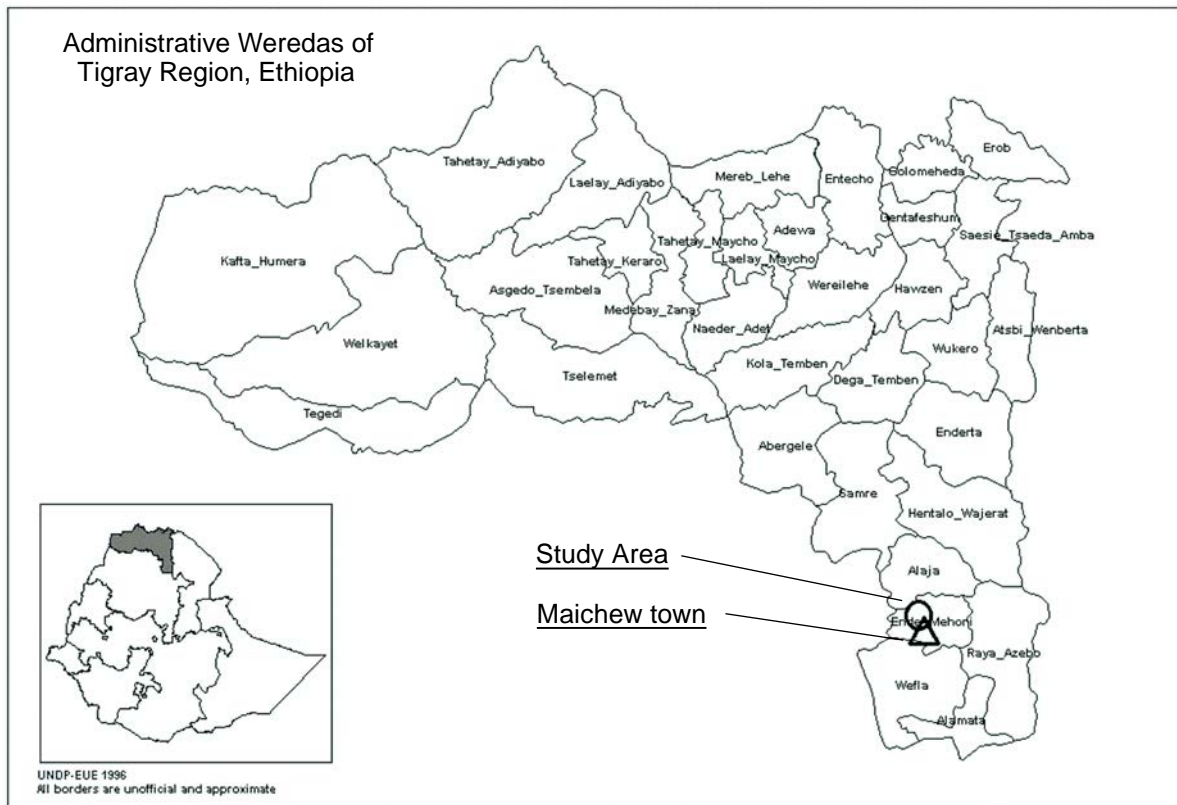 Administrative Weredas of
Tigray Region, Ethiopia
Erob
Tahetay_Adiyabo
Golomeheda
Laelay_Adiyabo
Mereb_Lehe
Entecho
Gentafeshum
Adewa
Saesie_Tsaeda_Amba
Tahetay_Maycho
Kafta_Humera
Tahetay_Keraro
Laelay_Maycho
Wereilehe
Hawzen
Asgedo_Tsembela
Medebay_Zana
Naeder_Adet
Atsbi_Wenberta
Welkayet
Wukero
Kola_Temben
Tselemet
Dega_Temben
Tegedi
Abergele
Enderta
Samre
Hentalo_Wajerat
Study Area
Alaja
Maichew town
Mehoni
Raya_Azebo
Wefla
Alamata
UNDP-EUE 1996
All borders are unofficial and approximate